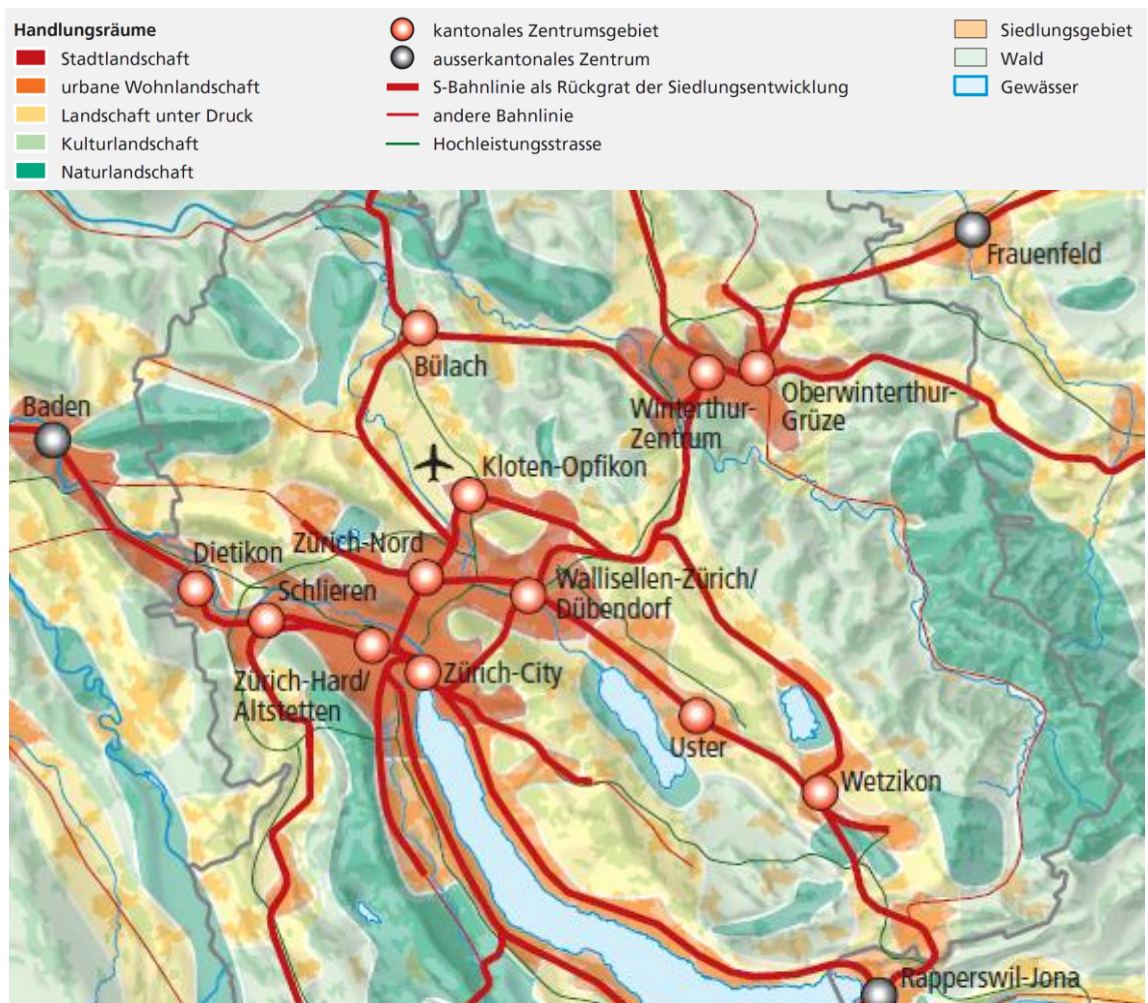 Handlungsräume
Stadtlandschaft
urbane Wohnlandschaft
Landschaft unter Druck
Kulturlandschaft
Naturlandschaft
kantonales Zentrumsgebiet
ausserkantonales Zentrum
S-Bahnlinie als Rückgrat der Siedlungsentwicklung
andere Bahnlinie
Hochleistungsstrasse
Siedlungsgebiet
Wald
Gewässer
Frauenfeld
Bülach
Oberwinterthur-
Grüze
Winterthur-
Zentrum
Baden
Kloten-Opfikon
Zürich-Nord
Dietikon
Schlieren
Wallisellen-Zürich/
Dübendorf
Zürich-Hard/
Altstetten
Zürich-City
Uster
Wetzikon
Rapperswil-Jona